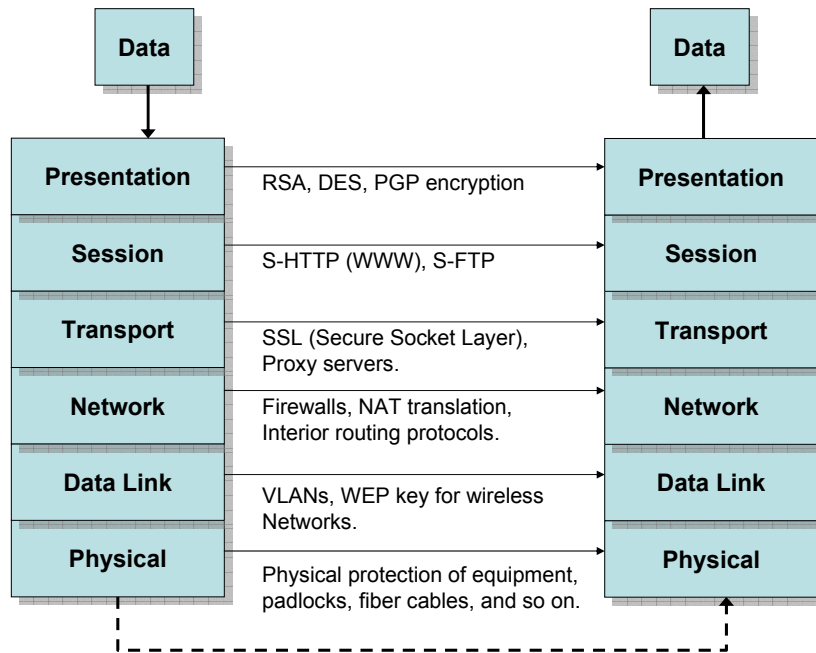 Data
Data
Presentation
RSA, DES, PGP encryption
Presentation
Session
S-HTTP (WWW), S-FTP
Session
Transport
SSL (Secure Socket Layer),
Proxy servers.
Transport
Network
Firewalls, NAT translation,
Interior routing protocols.
Network
Data Link
VLANs, WEP key for wireless
Networks.
Data Link
Physical
Physical protection of equipment,
padlocks, fiber cables, and so on.
Physical